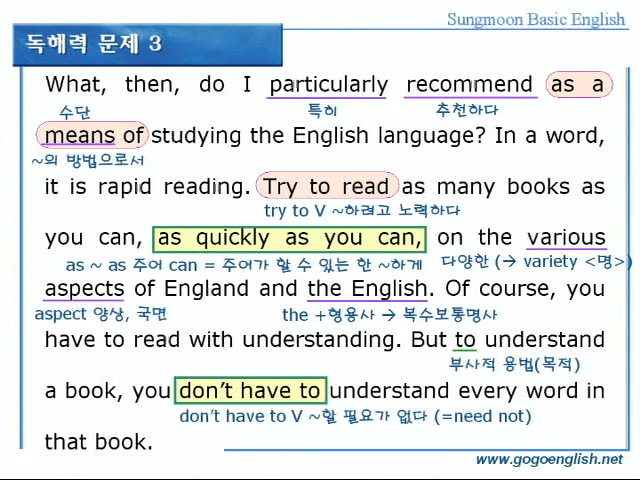 Sungmoon Basic English
독해력 문제 3
What, then, do I particularly recommend as a
수단 특히 추천하다
means of studying the English language? In a word,
~의 방법으로서
it is rapid reading. Try to read as many books as
try to V ~하려고 노력하다
you can, as quickly as you can, on the various
as ~ as 주어 can = 주어가 할 수 있는 한 ~하게 다양한 (→ variety <명>)
aspects of England and the English. Of course, you
aspect 양상, 국면 the +형용사 → 복수보통명사
have to read with understanding. But to understand
부사적 용법(목적)
a book, you don't have to understand every word in
don't have to V ~할 필요가 없다 (=need not)
that book.
www.gogoenglish.net